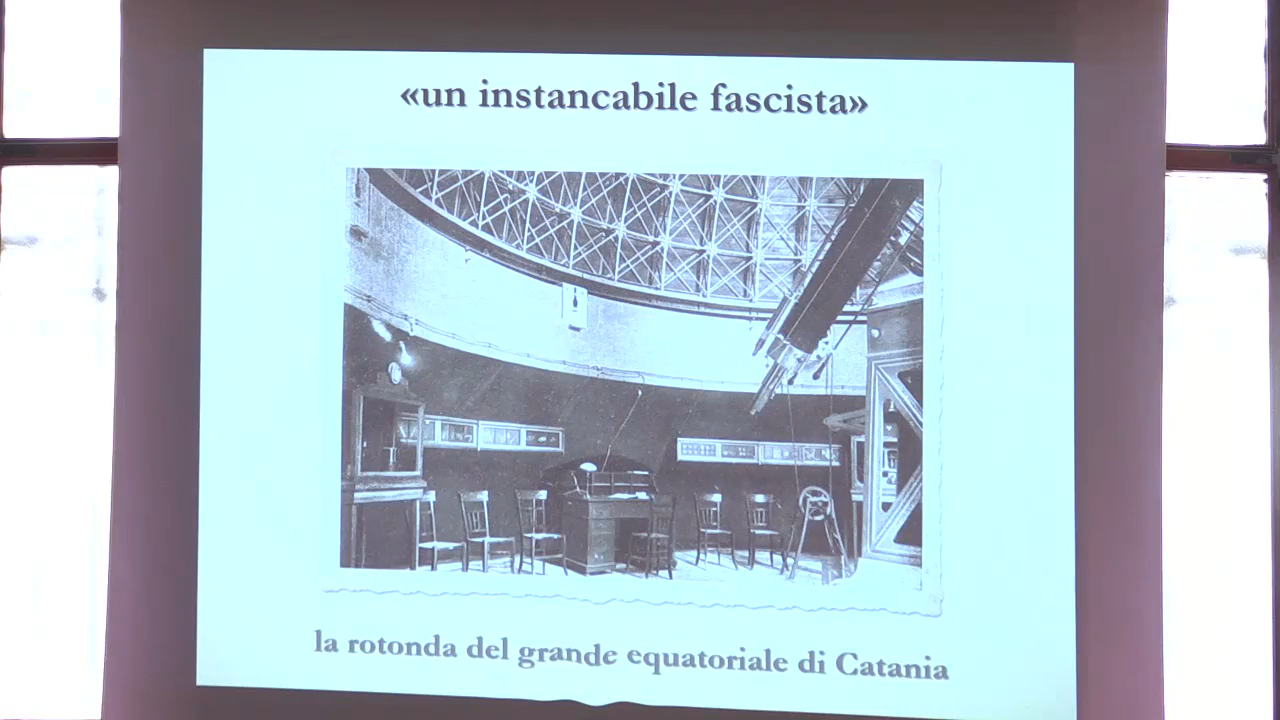 «un instancabile fascista»
la rotonda del grande equatoriale di Catania